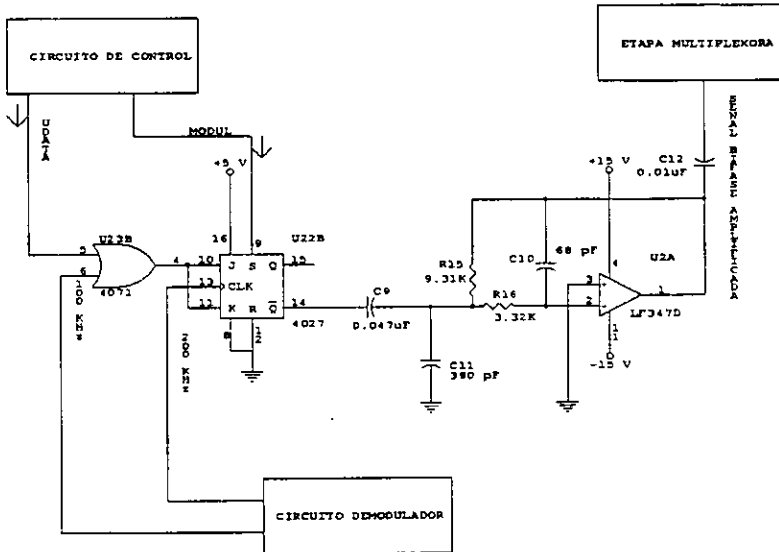 CIRCUITO DE CONTROL
ETAPA MULTIPLEXORA
UDATA
MODUL
+5 V
SENAL BIFASE AMPLIFICADA
C12
0.01uF
+15 V
16
9
U23B
U22B
5
6
4
4071
10
J S Q
15
13
CLK
11
K R Q
14
4027
8
12
100 KHz
200 KHz
C9
0.047uF
R15
9.31K
C10
68 pF
U2A
4
3
2
1
LF347D
11
-15 V
R16
3.32K
C11
390 pF
CIRCUITO DEMODULADOR